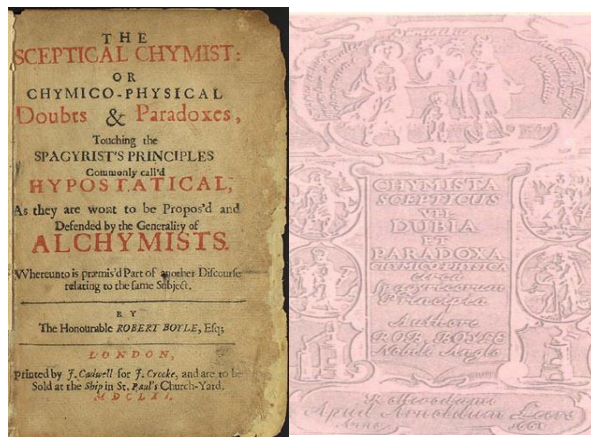 THE
SCEPTICAL CHYMIST:
OR
CHYMICO-PHYSICAL
Doubts & Paradoxes,
Touching the
SPAGYRIST'S PRINCIPLES
Commonly call'd
HYPOSTATICAL,
As they are wont to be Propos'd and
Defended by the Generality of
ALCHYMISTS.
Whereunto is præmis'd Part of another Discourse
relating to the same Subject.
BY
The Honourable ROBERT BOYLE, Esq;
LONDON,
Printed by J. Cadwell for J. Crooke, and are to be
Sold at the Ship in St. Paul's Church-Yard.
MDCLXI.
CHYMISTA
SCEPTICUS
VEL
DUBIA
ET
PARADOXA
CHYMICO-PHYSICA
circa
Spagyricorum
Principia
Authore
ROB. BOYLE
Nobili Anglo
Roterodami
Apud Arnoldum Leers